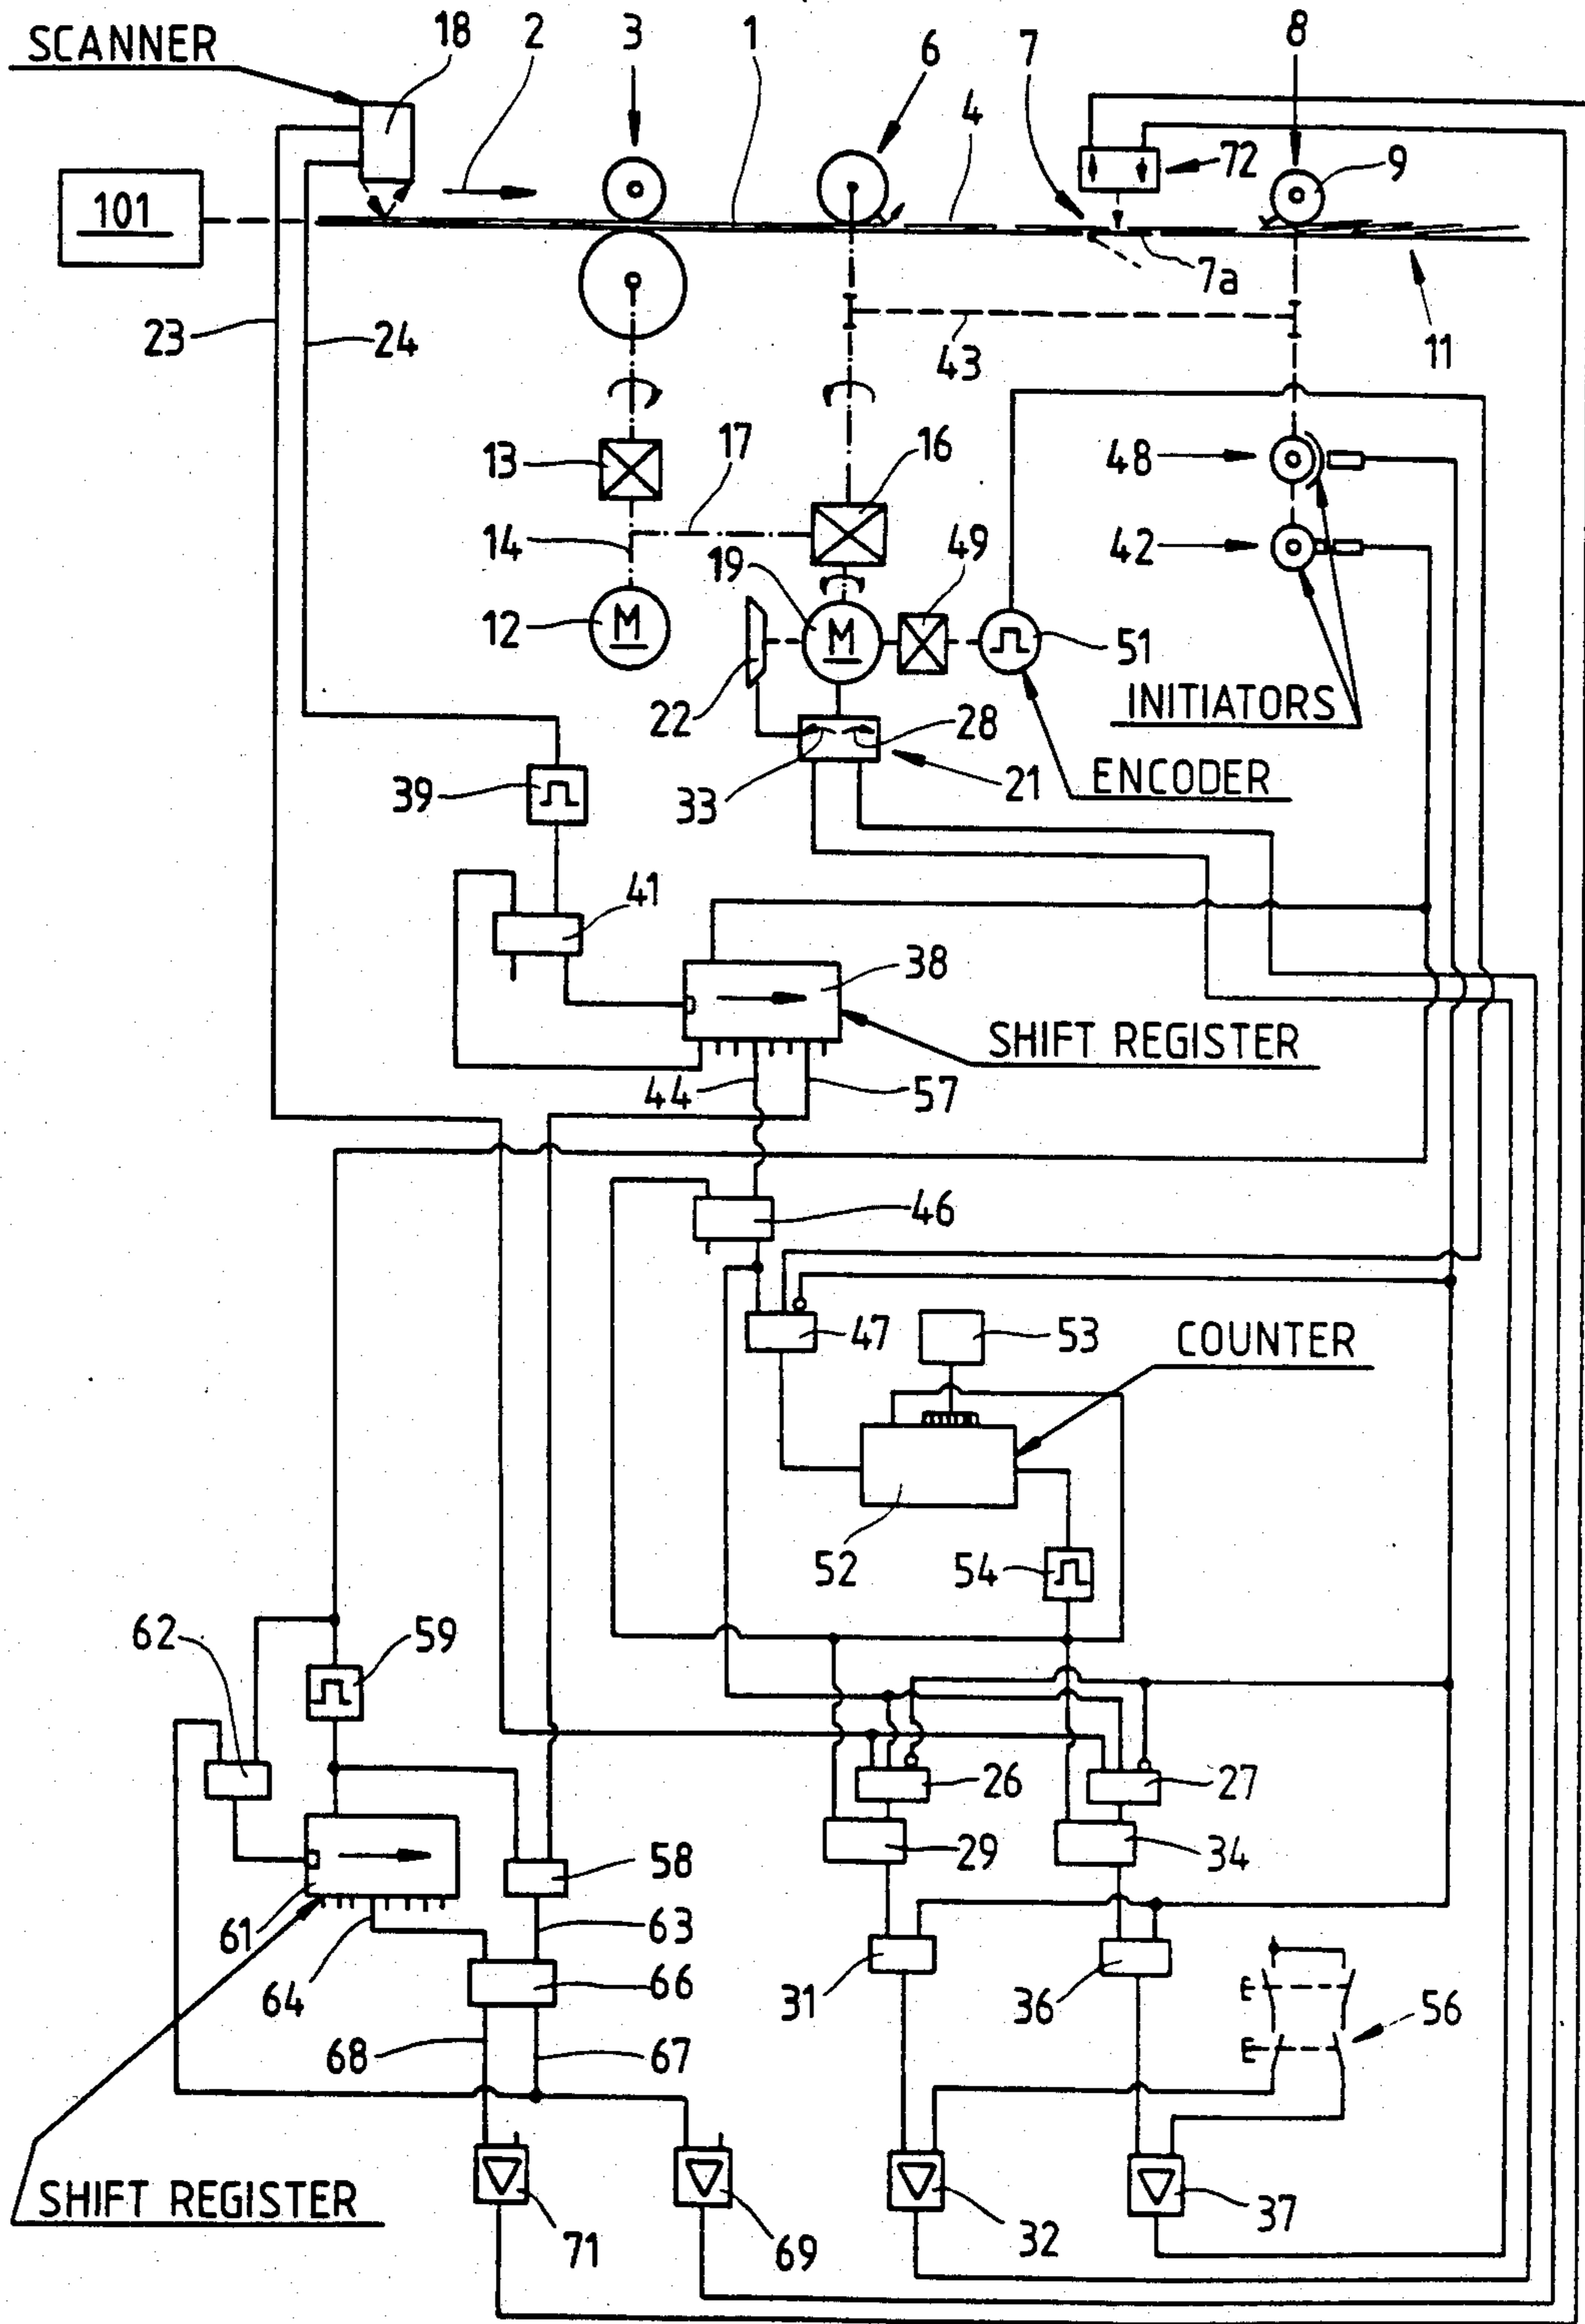 SCANNER 18 2 3 1 6 7 8
4
101
72 9
7a
23 24 43 11
13 17 16 48
14 19 49 42
12 M M 51
22 INITIATORS
33 28 21 ENCODER
39
41
38
SHIFT REGISTER
44 57
46
47 53 COUNTER
52 54
62 59
26 27
58 29 34
61 63
64 66 31 36 E
56
68 67 E
SHIFT REGISTER
71 69 32 37